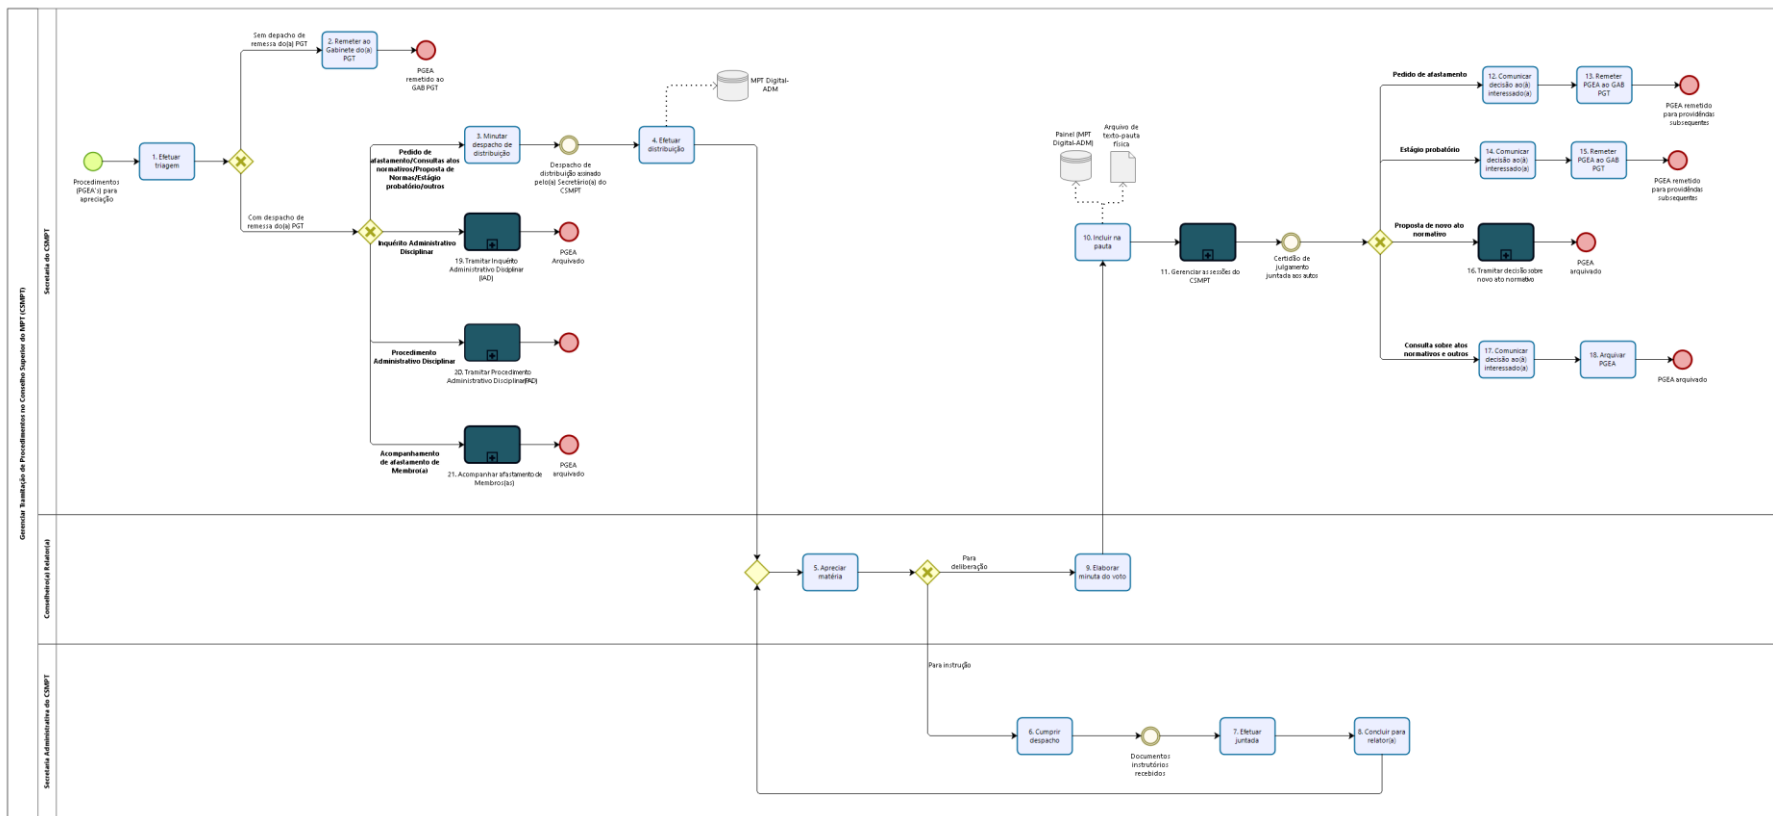 Gerenciar Tramitação de Procedimentos no Conselho Superior do MPT (CSMPT)
Secretaria do CSMPT
Procedimentos
(PGEA's) para
apreciação
1. Efetuar
triagem
Sem depacho de
remessa do(a) PGT
2. Remeter ao
Gabinete do(a)
PGT
PGEA
remetido ao
GAB PGT
Com despacho de
remessa do(a) PGT
Pedido de
afastamento/Consultas atos
normativos/Proposta de
Normas/Estágio
probatório/outros
3. Minutar
despacho de
distribuição
Despacho de
distribuição assinado
pelo(a) Secretário(a) do
CSMPT
4. Efetuar
distribuição
MPT Digital-
ADM
Inquérito Administrativo
Disciplinar
19. Tramitar Inquérito
Administrativo Disciplinar
(IAD)
PGEA
Arquivado
Procedimento
Administrativo Disciplinar
20. Tramitar Procedimento
Administrativo Disciplinar(PAD)
Acompanhamento
de afastamento de
Membro(a)
21. Acompanhar afastamento de
Membros(as)
PGEA
arquivado
Painel (MPT
Digital-ADM)
Arquivo de
texto-pauta
física
10. Incluir na
pauta
11. Gerenciar as sessões do
CSMPT
Certidão de
julgamento
juntada aos autos
Pedido de afastamento
12. Comunicar
decisão ao(à)
interessado(a)
13. Remeter
PGEA ao GAB
PGT
PGEA remetido
para providências
subsequentes
Estágio probatório
14. Comunicar
decisão ao(à)
interessado(a)
15. Remeter
PGEA ao GAB
PGT
PGEA remetido
para providências
subsequentes
Proposta de novo ato
normativo
16. Tramitar decisão sobre
novo ato normativo
PGEA
arquivado
Consulta sobre atos
normativos e outros
17. Comunicar
decisão ao(à)
interessado(a)
18. Arquivar
PGEA
PGEA arquivado
Conselheiro(a) Relator(a)
5. Apreciar
matéria
Para
deliberação
9. Elaborar
minuta do voto
Secretaria Administrativa do CSMPT
Para instrução
6. Cumprir
despacho
Documentos
instrutórios
recebidos
7. Efetuar
juntada
8. Concluir para
relator(a)